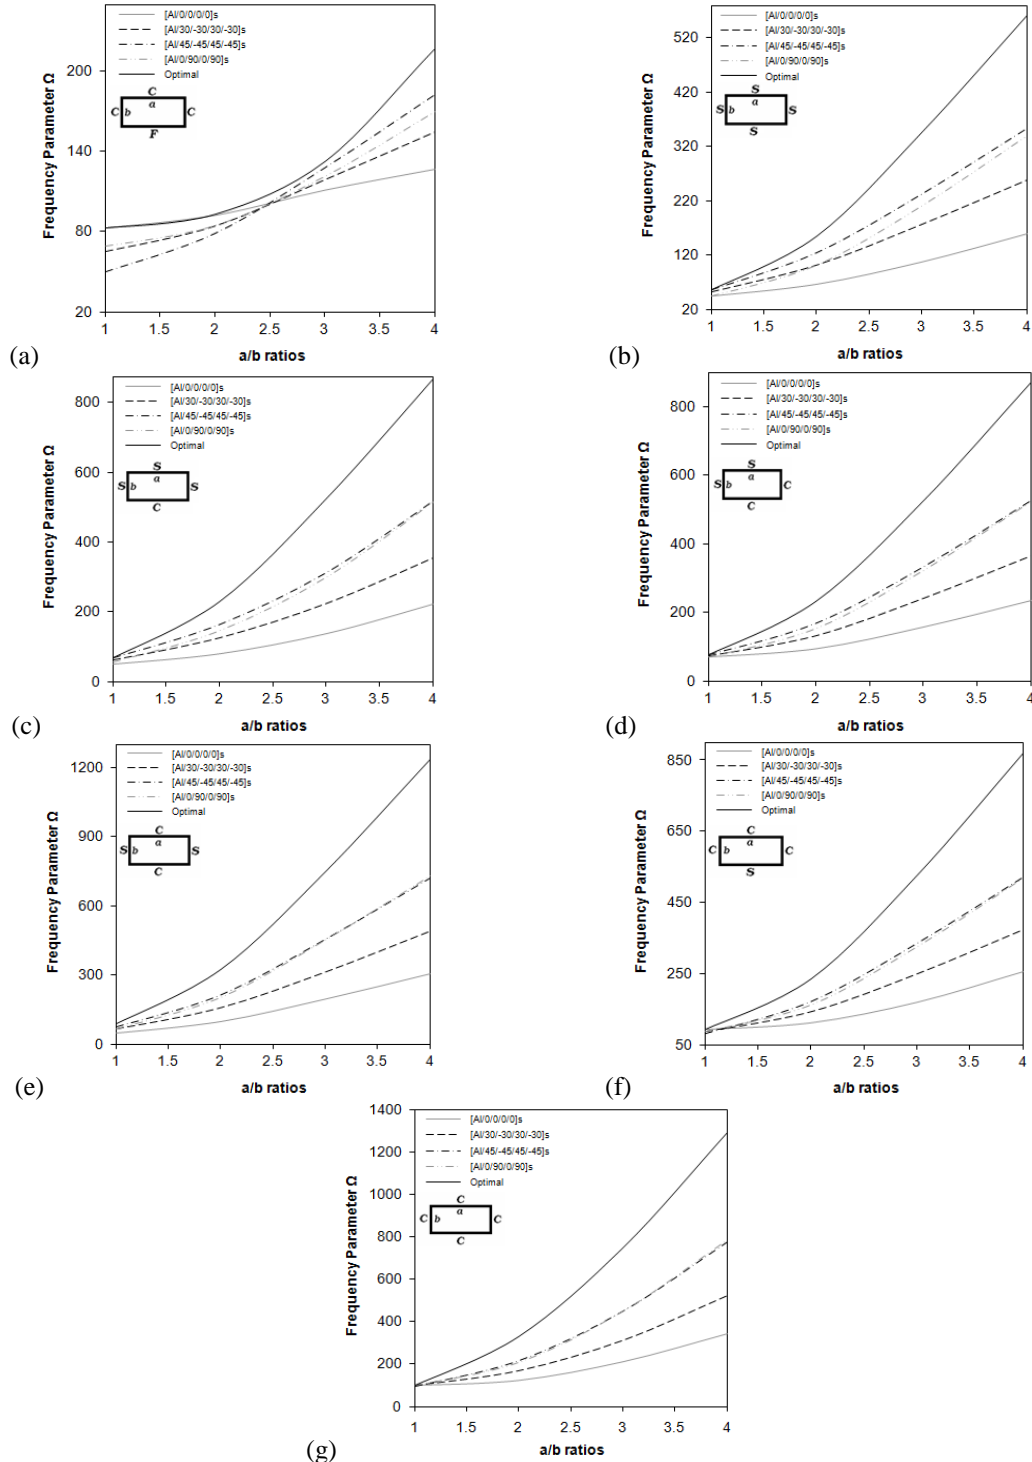 [Al/0/0/0/0]s
[Al/30/-30/30/-30]s
[Al/45/-45/45/-45]s
[Al/0/90/0/90]s
Optimal
Frequency Parameter Ω
200
140
80
20
C
C b a C
F
1 1.5 2 2.5 3 3.5 4
a/b ratios
(a)
[Al/0/0/0/0]s
[Al/30/-30/30/-30]s
[Al/45/-45/45/-45]s
[Al/0/90/0/90]s
Optimal
Frequency Parameter Ω
520
420
320
220
120
20
S
S b a S
S
1 1.5 2 2.5 3 3.5 4
a/b ratios
(b)
[Al/0/0/0/0]s
[Al/30/-30/30/-30]s
[Al/45/-45/45/-45]s
[Al/0/90/0/90]s
Optimal
Frequency Parameter Ω
800
600
400
200
0
S
S b a S
C
1 1.5 2 2.5 3 3.5 4
a/b ratios
(c)
[Al/0/0/0/0]s
[Al/30/-30/30/-30]s
[Al/45/-45/45/-45]s
[Al/0/90/0/90]s
Optimal
Frequency Parameter Ω
800
600
400
200
0
S
S b a C
C
1 1.5 2 2.5 3 3.5 4
a/b ratios
(d)
[Al/0/0/0/0]s
[Al/30/-30/30/-30]s
[Al/45/-45/45/-45]s
[Al/0/90/0/90]s
Optimal
Frequency Parameter Ω
1200
900
600
300
0
C
S b a S
C
1 1.5 2 2.5 3 3.5 4
a/b ratios
(e)
[Al/0/0/0/0]s
[Al/30/-30/30/-30]s
[Al/45/-45/45/-45]s
[Al/0/90/0/90]s
Optimal
Frequency Parameter Ω
850
650
450
250
50
C
C b a C
S
1 1.5 2 2.5 3 3.5 4
a/b ratios
(f)
[Al/0/0/0/0]s
[Al/30/-30/30/-30]s
[Al/45/-45/45/-45]s
[Al/0/90/0/90]s
Optimal
Frequency Parameter Ω
1400
1200
1000
800
600
400
200
0
C
C b a C
C
1 1.5 2 2.5 3 3.5 4
a/b ratios
(g)